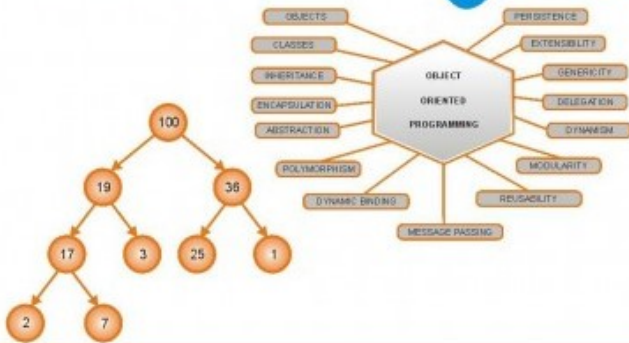 OBJECTS
CLASSES
INHERITANCE
ENCAPSULATION
ABSTRACTION
POLYMORPHISM
DYNAMIC BINDING
MESSAGE PASSING
OBJECT
ORIENTED
PROGRAMMING
PERSISTENCE
EXTENSIBILITY
GENERICITY
DELEGATION
DYNAMISM
MODULARITY
REUSABILITY
100
19 36
17 3 25 1
2 7